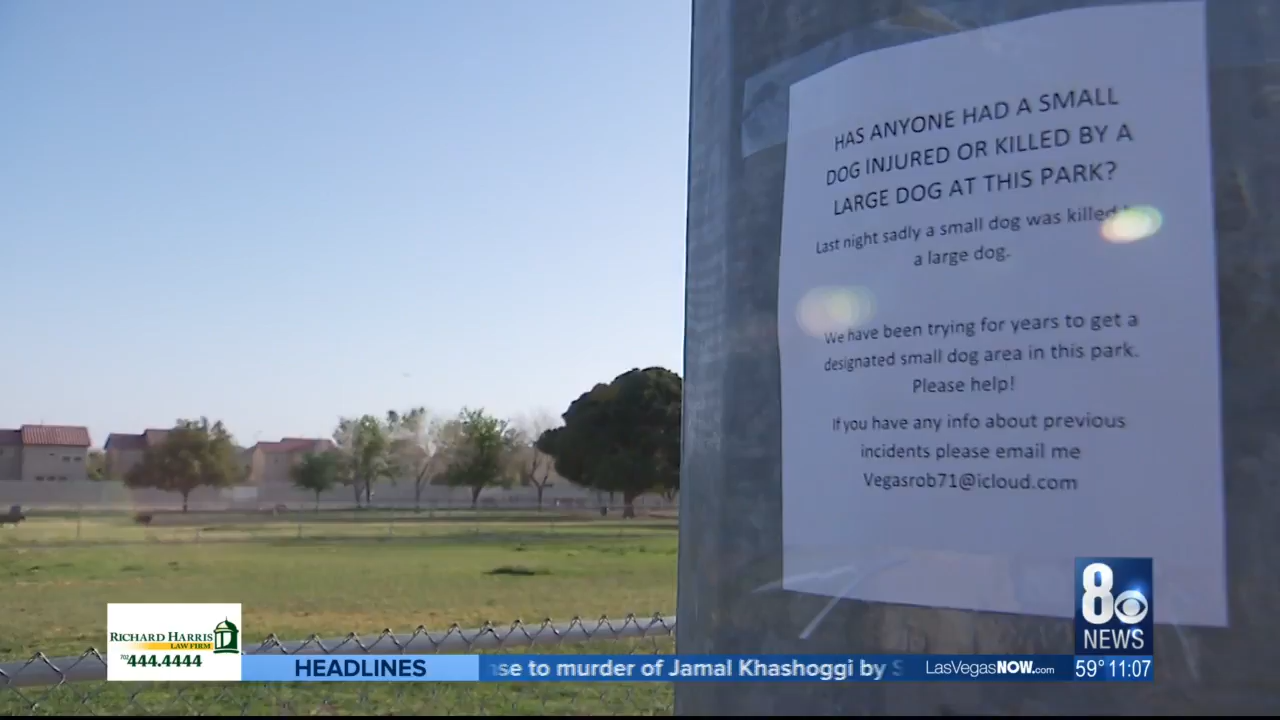 HAS ANYONE HAD A SMALL
DOG INJURED OR KILLED BY A
LARGE DOG AT THIS PARK?
Last night sadly a small dog was killed
a large dog.
We have been trying for years to get a
designated small dog area in this park.
Please help!
If you have any info about previous
incidents please email me
Vegasrob71@icloud.com
8
NEWS
RICHARD HARRIS
LAW FIRM
702 444.4444
HEADLINES
se to murder of Jamal Khashoggi by S
LasVegasNOW.com
59° 11:07